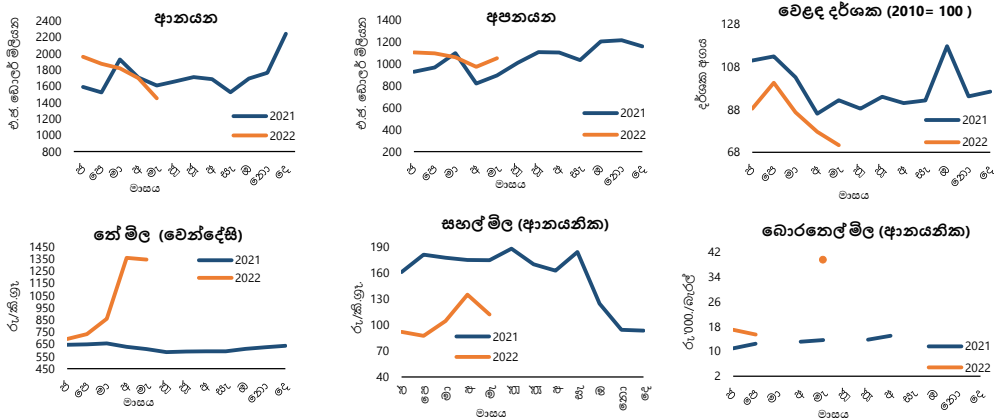 ආනයන
එ.ජ. ඩොලර් මිලියන
2400
2200
2000
1800
1600
1400
1200
1000
800
2021
2022
ජ පෙ මා අ මැ ජූ ජූ අ සැ ඔ නො දෙ
මාසය
අපනයන
එ.ජ. ඩොලර් මිලියන
1400
1200
1000
800
600
400
200
2021
2022
ජ පෙ මා අ මැ ජූ ජූ අ සැ ඔ නො දෙ
මාසය
වෙළඳ දර්ශක (2010= 100 )
දර්ශක අගය
128
108
88
68
2021
2022
ජ පෙ මා අ මැ ජූ ජූ අ සැ ඔ නො දෙ
මාසය
තේ මිල (වෙන්දේසි)
රු/කි.ග්‍රෑ
1450
1350
1250
1150
1050
950
850
750
650
550
450
2021
2022
ජ පෙ මා අ මැ ජූ ජූ අ සැ ඔ නො දෙ
මාසය
සහල් මිල (ආනයනික)
රු/කි.ග්‍රෑ
190
160
130
100
70
40
2021
2022
ජ පෙ මා අ මැ ජූ ජූ අ සැ ඔ නො දෙ
මාසය
බොරතෙල් මිල (ආනයනික)
රු'000/බැරල්
42
34
26
18
10
2
2021
2022
ජ පෙ මා අ මැ ජූ ජූ අ සැ ඔ නො දෙ
මාසය